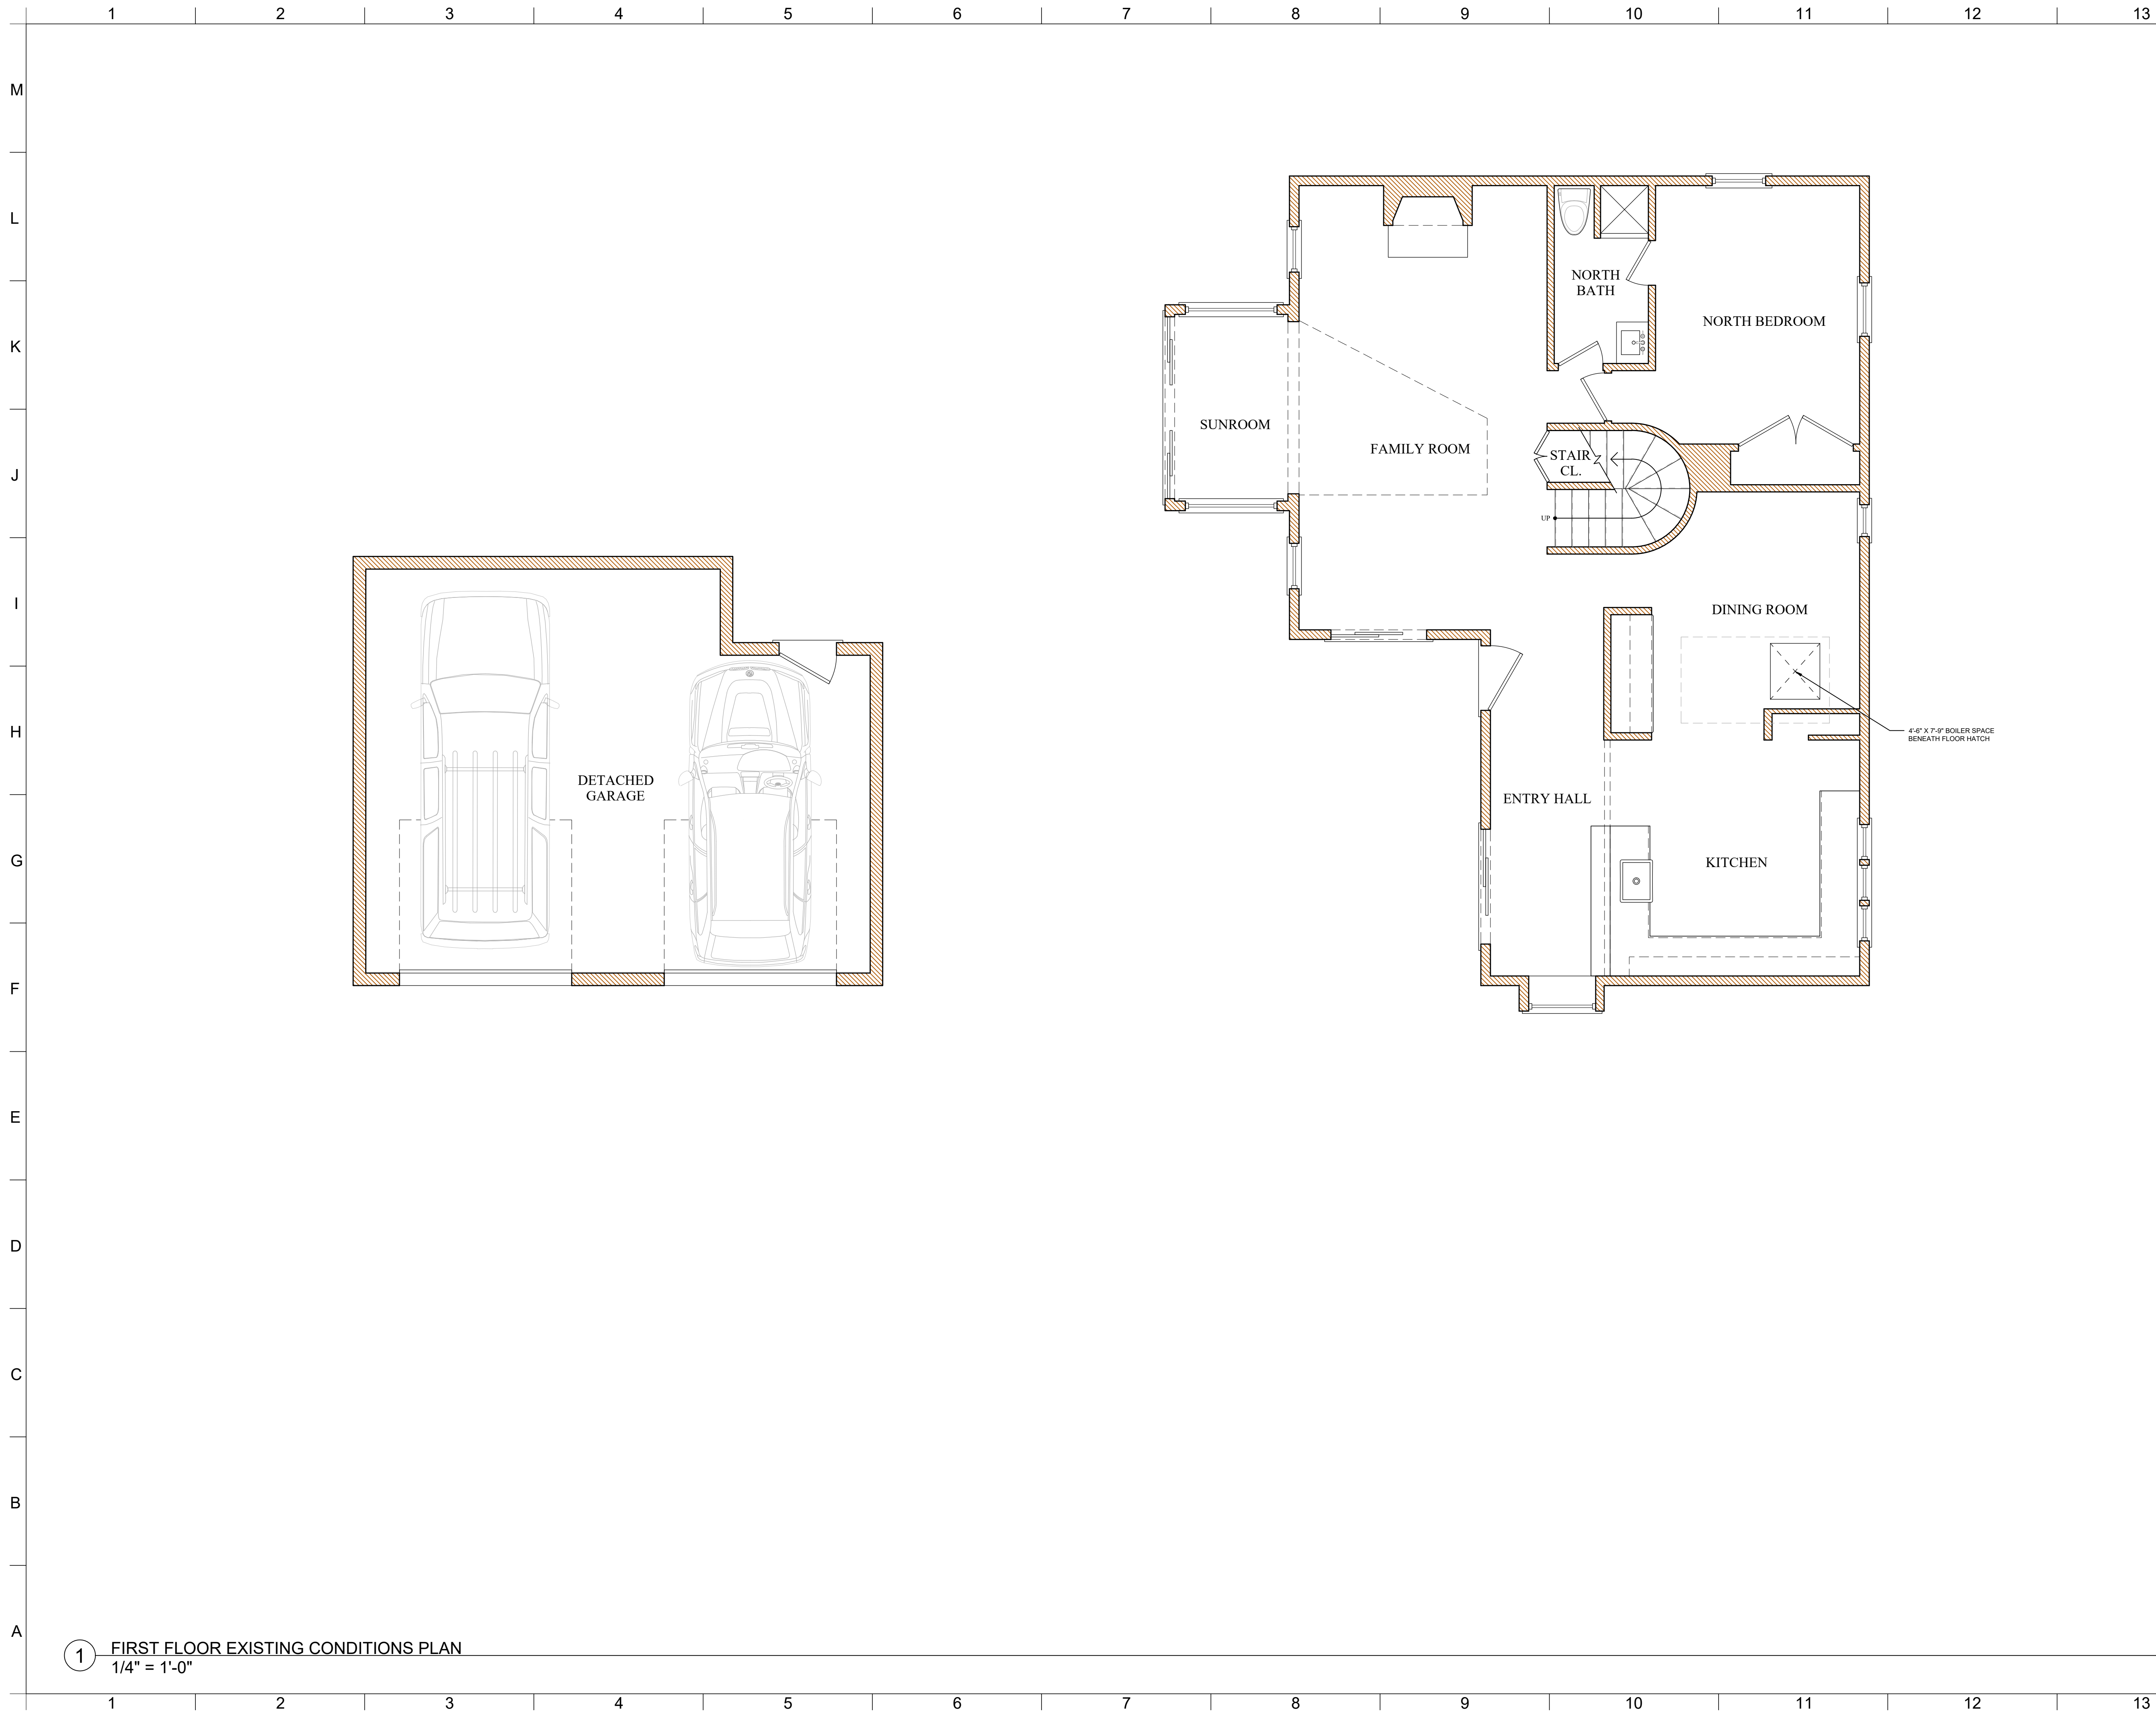 1 2 3 4 5 6 7 8 9 10 11 12 13
M
L
NORTH
BATH
NORTH BEDROOM
K
SUNROOM
FAMILY ROOM
STAIR
CL.
J
UP
I
DINING ROOM
H
4'-6" X 7'-9" BOILER SPACE
BENEATH FLOOR HATCH
DETACHED
GARAGE
ENTRY HALL
G
KITCHEN
F
E
D
C
B
A
1 FIRST FLOOR EXISTING CONDITIONS PLAN
1/4" = 1'-0"
1 2 3 4 5 6 7 8 9 10 11 12 13